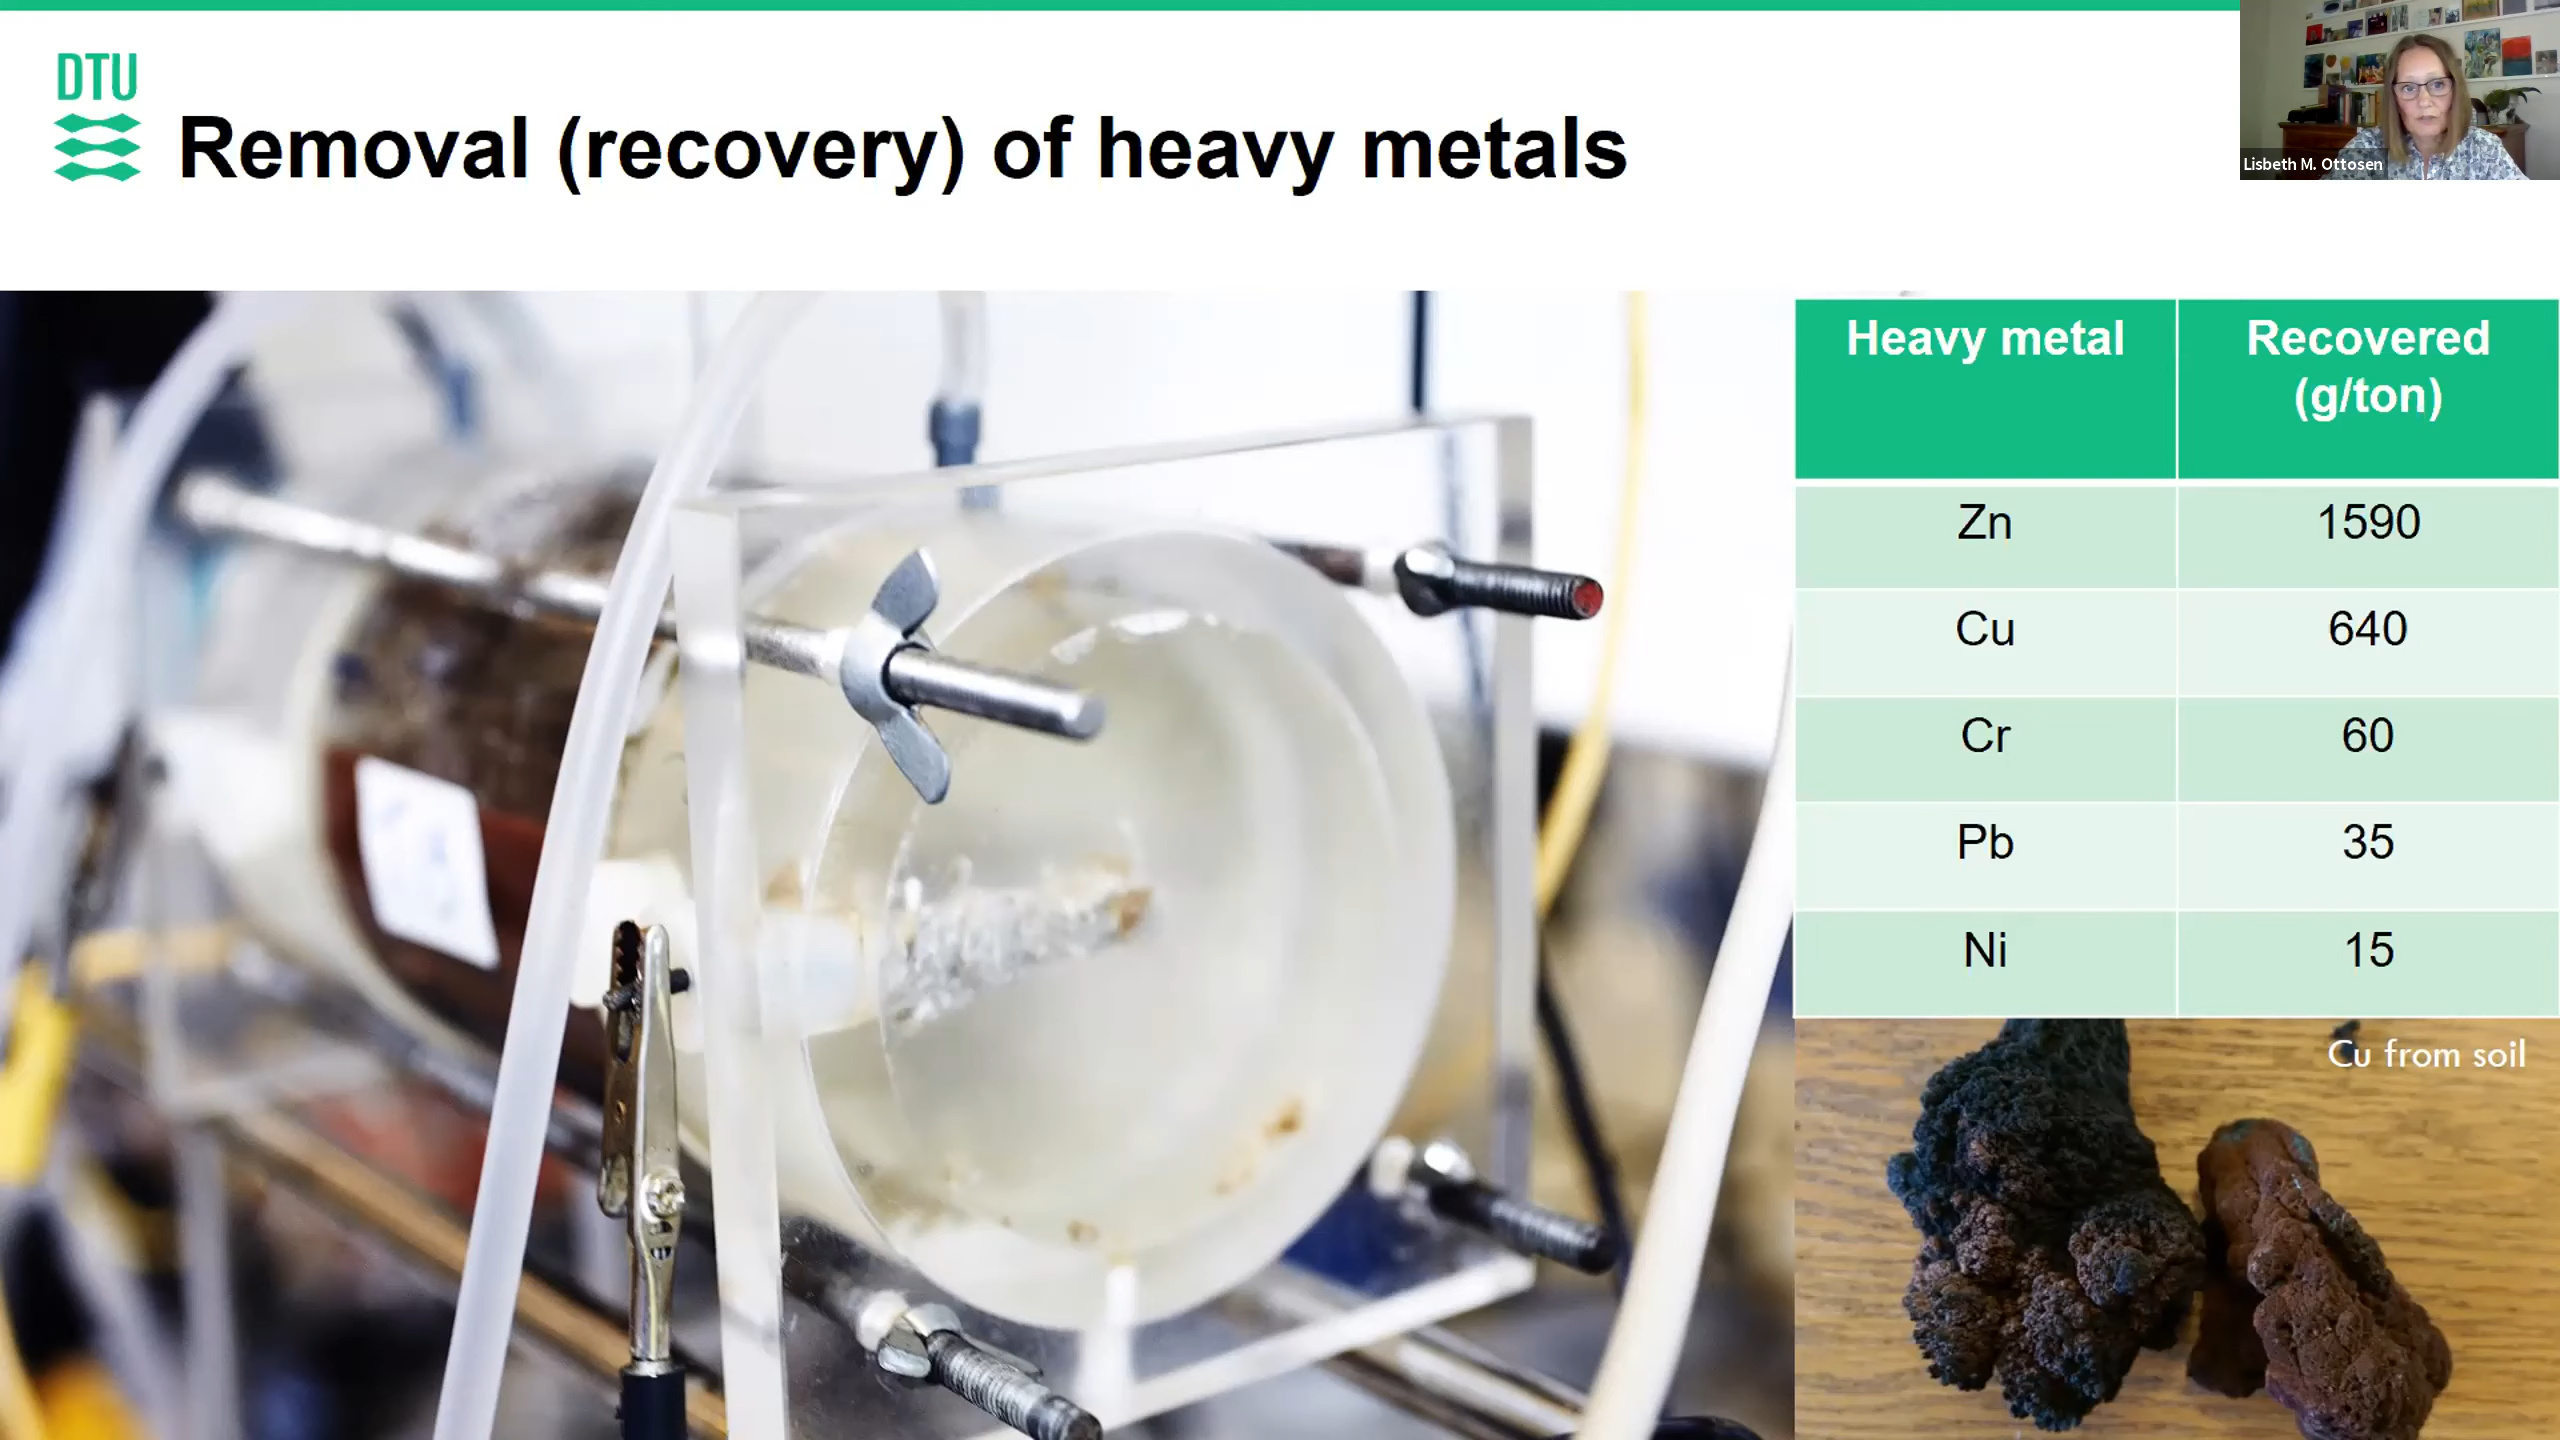 DTU
Removal (recovery) of heavy metals
Lisbeth M. Ottosen
Heavy metal
Recovered
(g/ton)
Zn
1590
Cu
640
Cr
60
Pb
35
Ni
15
Cu from soil